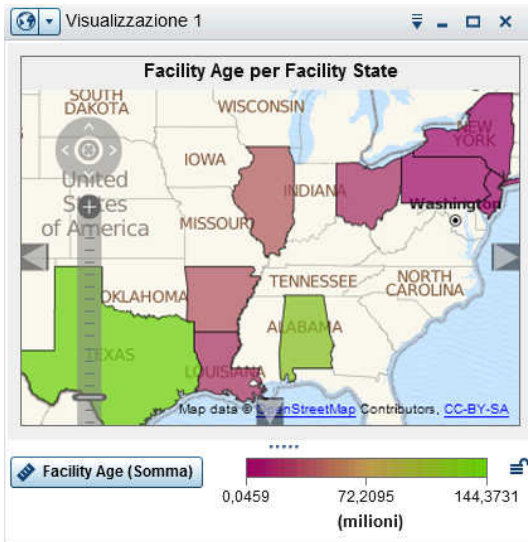 Visualizzazione 1
Facility Age per Facility State
SOUTH DAKOTA
WISCONSIN
NEW YORK
IOWA
United States of America
INDIANA
Washington
MISSOURI
OKLAHOMA
TENNESSEE
NORTH CAROLINA
ALABAMA
TEXAS
LOUISIANA
Map data © OpenStreetMap Contributors, CC-BY-SA
Facility Age (Somma)
0,0459 72,2095 144,3731
(milioni)